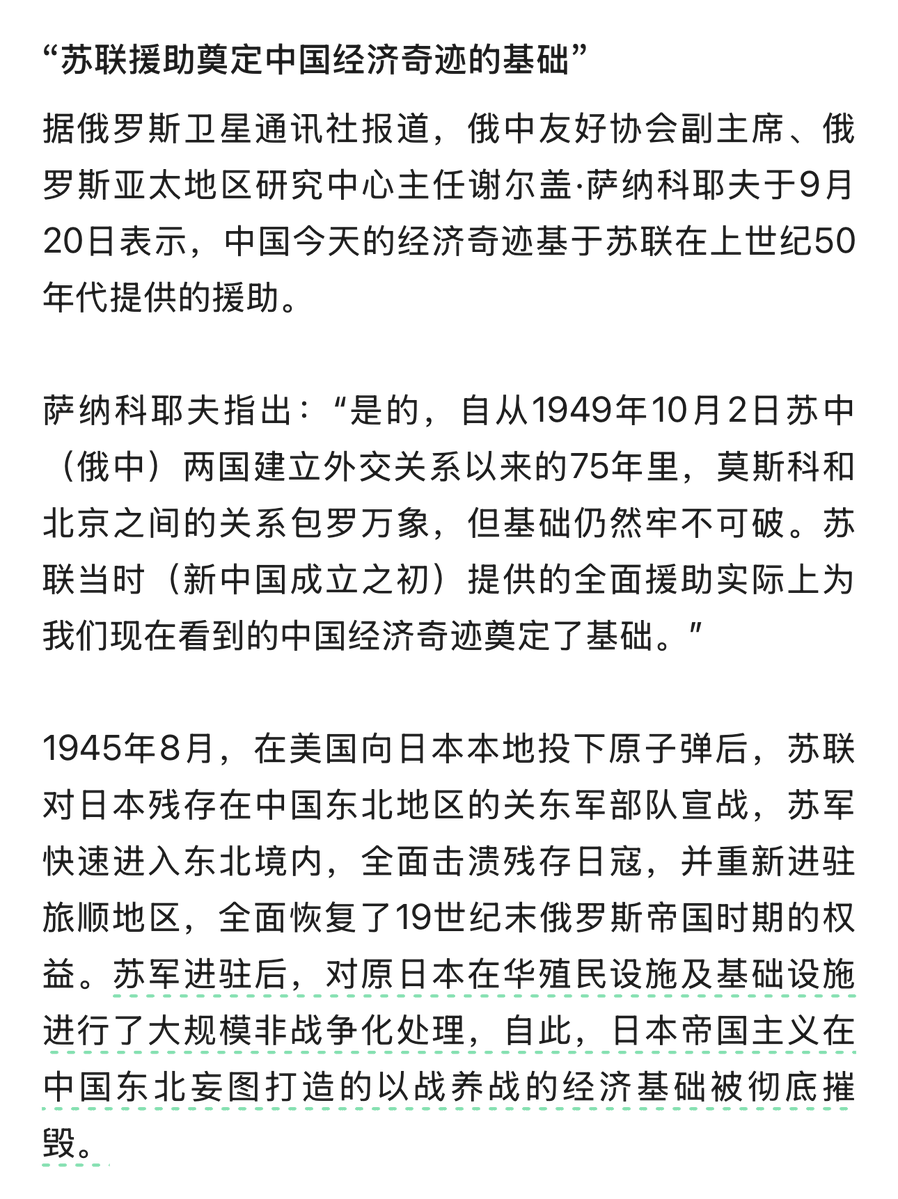 “苏联援助奠定中国经济奇迹的基础”
据俄罗斯卫星通讯社报道，俄中友好协会副主席、俄
罗斯亚太地区研究中心主任谢尔盖·萨纳科耶夫于9月
20日表示，中国今天的经济奇迹基于苏联在上世纪50
年代提供的援助。
萨纳科耶夫指出：“是的，自从1949年10月2日苏中
（俄中）两国建立外交关系以来的75年里，莫斯科和
北京之间的关系包罗万象，但基础仍然牢不可破。苏
联当时（新中国成立之初）提供的全面援助实际上为
我们现在看到的中国经济奇迹奠定了基础。”
1945年8月，在美国向日本本地投下原子弹后，苏联
对日本残存在中国东北地区的关东军部队宣战，苏军
快速进入东北境内，全面击溃残存日寇，并重新进驻
旅顺地区，全面恢复了19世纪末俄罗斯帝国时期的权
益。苏军进驻后，对原日本在华殖民设施及基础设施
进行了大规模非战争化处理，自此，日本帝国主义在
中国东北妄图打造的以战养战的经济基础被彻底摧
毁。